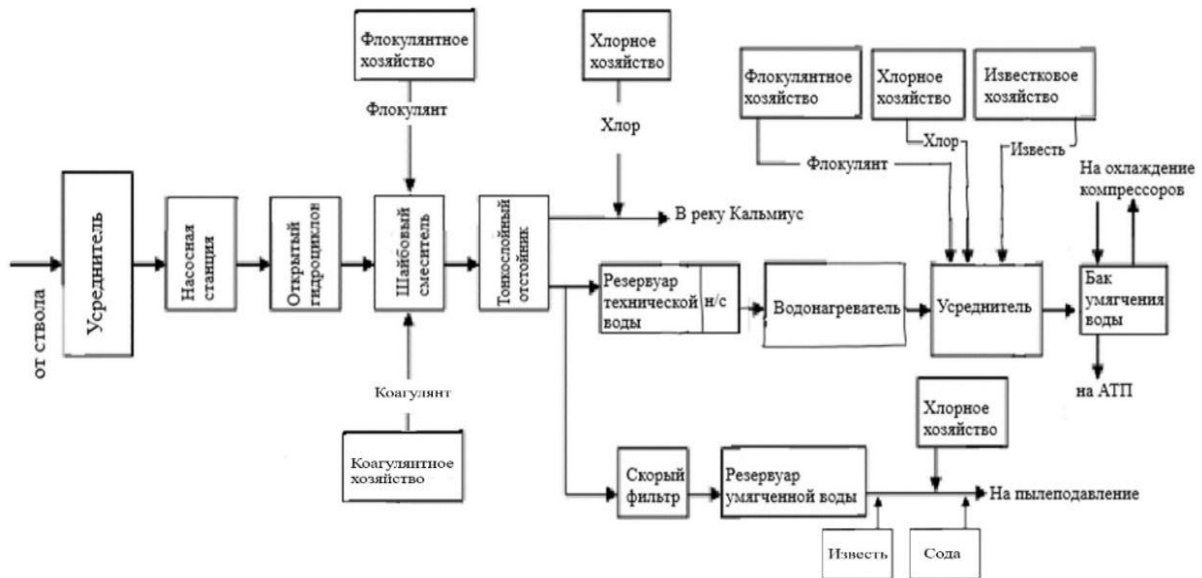 Флокулянтное
хозяйство
Хлорное
хозяйство
Флокулянтное
хозяйство
Хлорное
хозяйство
Известковое
хозяйство
Флокулянт
Хлор
Хлор
Известь
Флокулянт
На охлаждение
компрессоров
от ствола
Усреднитель
Насосная
станция
Открытый
гидроциклон
Шайбовый
смеситель
Тонкослойный
отстойник
В реку Кальмиус
Резервуар
технической
воды
н/с
Водонагреватель
Усреднитель
Бак
умягчения
воды
на АТП
Коагулянт
Коагулянтное
хозяйство
Хлорное
хозяйство
Скорый
фильтр
Резервуар
умягченной воды
На пылеподавление
Известь
Сода